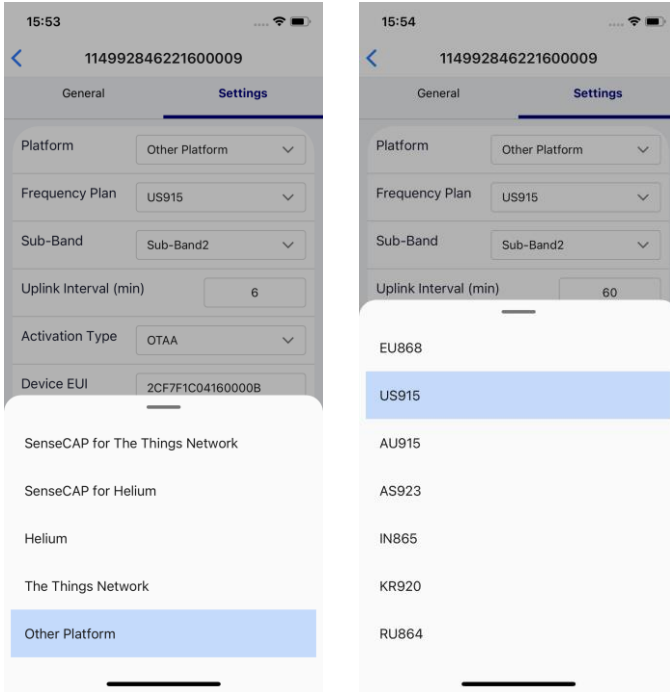 15:53
114992846221600009
General Settings
Platform Other Platform
Frequency Plan US915
Sub-Band Sub-Band2
Uplink Interval (min) 6
Activation Type OTAA
Device EUI 2CF7F1C04160000B
SenseCAP for The Things Network
SenseCAP for Helium
Helium
The Things Network
Other Platform
15:54
114992846221600009
General Settings
Platform Other Platform
Frequency Plan US915
Sub-Band Sub-Band2
Uplink Interval (min) 60
EU868
US915
AU915
AS923
IN865
KR920
RU864